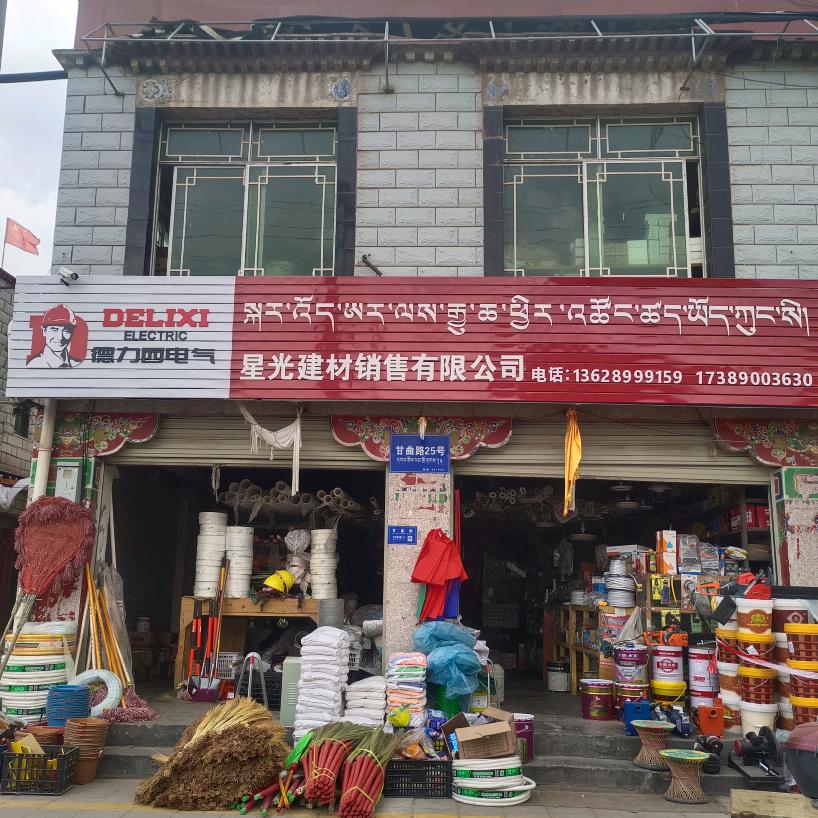 DELIXI
ELECTRIC
德力西电气
སྐར་འོད་ཨར་ལས་རྒྱུ་ཆ་ཕྱིར་འཚོང་ཚད་ཡོད་ཀུང་སི།
星光建材销售有限公司 电话:13628999159 17389003630
甘曲路25号